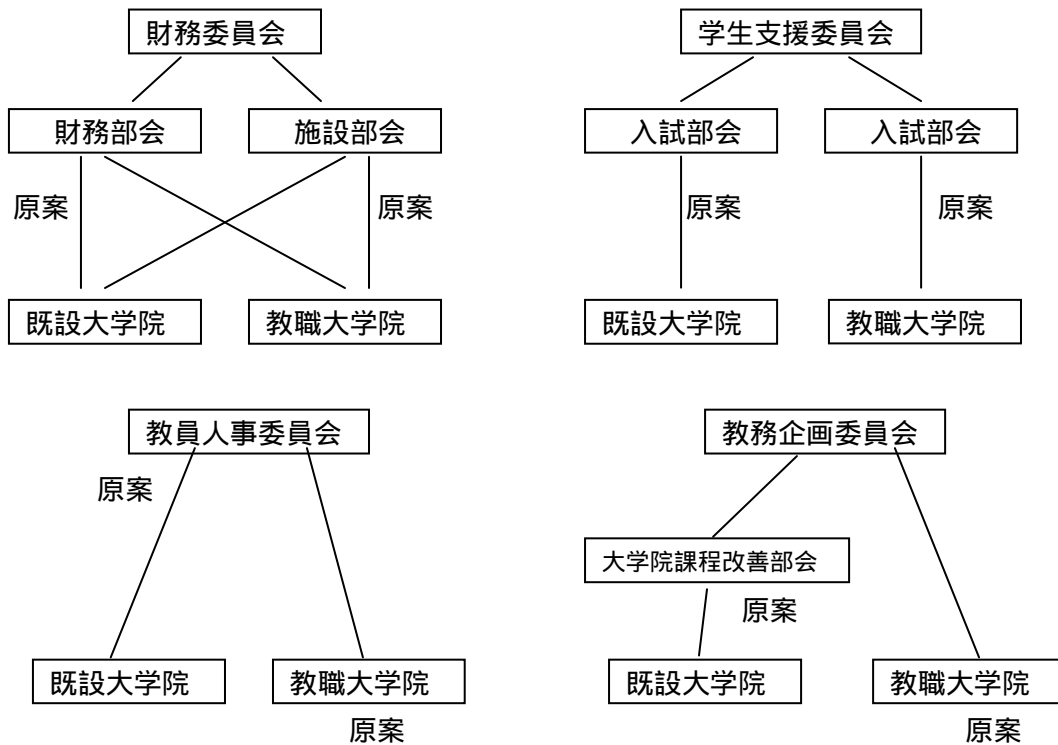 財務委員会
学生支援委員会
財務部会
施設部会
入試部会
入試部会
原案
原案
原案
原案
既設大学院
教職大学院
既設大学院
教職大学院
教員人事委員会
教務企画委員会
原案
大学院課程改善部会
原案
既設大学院
教職大学院
既設大学院
教職大学院
原案
原案